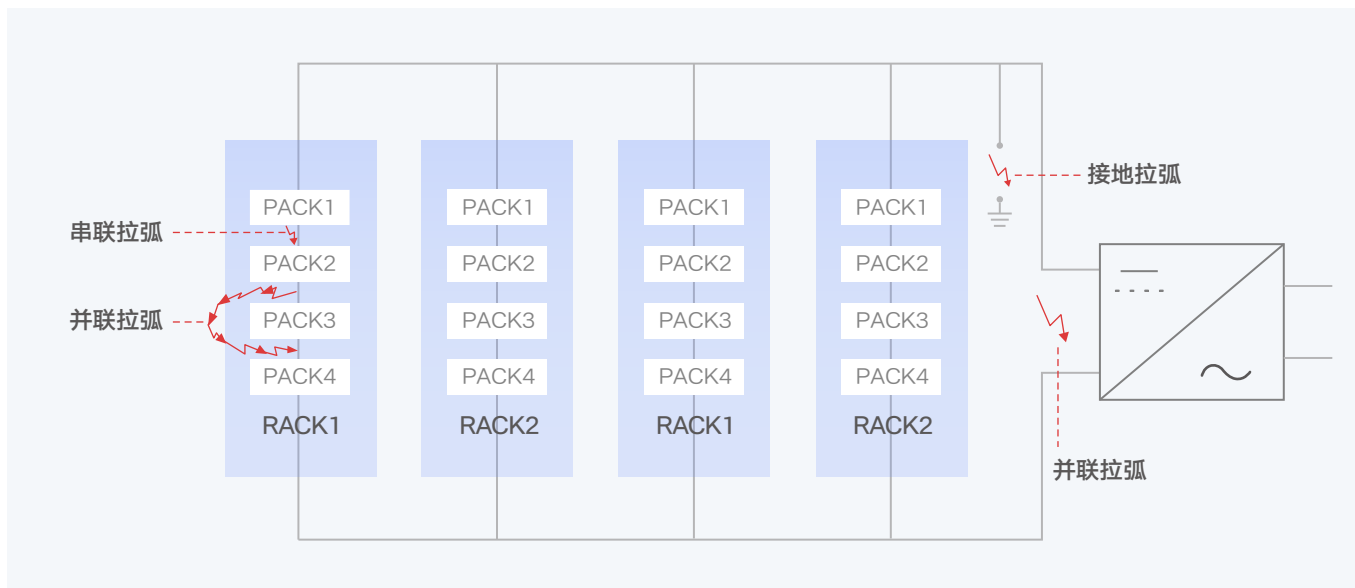 接地拉弧
串联拉弧
并联拉弧
PACK1
PACK2
PACK3
PACK4
RACK1
PACK1
PACK2
PACK3
PACK4
RACK2
PACK1
PACK2
PACK3
PACK4
RACK1
PACK1
PACK2
PACK3
PACK4
RACK2
并联拉弧